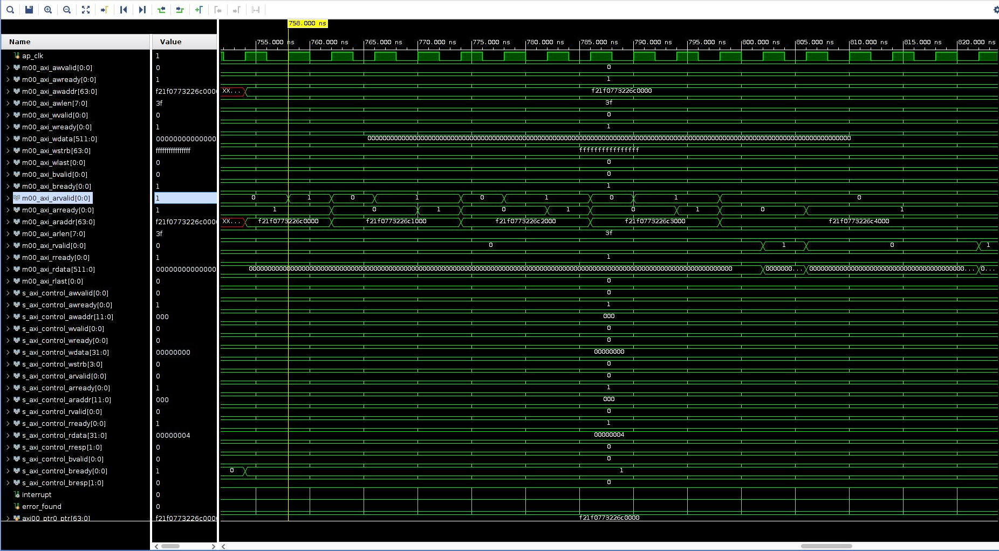 758.000 ns
Name Value 755.000 ns 760.000 ns 765.000 ns 770.000 ns 775.000 ns 780.000 ns 785.000 ns 790.000 ns 795.000 ns 800.000 ns 805.000 ns 810.000 ns 815.000 ns 820.000 ns
ap_clk 1
m00_axi_awvalid[0:0] 0 0
m00_axi_awready[0:0] 1 1
m00_axi_awaddr[63:0] f21f0773226c0000 XX... f21f0773226c0000
m00_axi_awlen[7:0] 3f 3f
m00_axi_wvalid[0:0] 0 0
m00_axi_wready[0:0] 1 1
m00_axi_wdata[511:0]
m00_axi_wstrb[63:0] ffffffffffffffff ffffffffffffffff
m00_axi_wlast[0:0] 0 0
m00_axi_bvalid[0:0] 0 0
m00_axi_bready[0:0] 1 1
m00_axi_arvalid[0:0] 1 0 1 0 1 0 1 0 1 0
m00_axi_arready[0:0] 1 1 0 1 0 1 0 1 0 1
m00_axi_araddr[63:0] f21f0773226c0000 XX... f21f0773226c0000 f21f0773226c1000 f21f0773226c2000 f21f0773226c3000 f21f0773226c4000
m00_axi_arlen[7:0] 3f 3f
m00_axi_rvalid[0:0] 0 0 1 0 1
m00_axi_rready[0:0] 1 1
m00_axi_rdata[511:0] 0000000... 0...
m00_axi_rlast[0:0] 0 0
s_axi_control_awvalid[0:0] 0 0
s_axi_control_awready[0:0] 1 1
s_axi_control_awaddr[11:0] 000 000
s_axi_control_wvalid[0:0] 0 0
s_axi_control_wready[0:0] 0 0
s_axi_control_wdata[31:0] 00000000 00000000
s_axi_control_wstrb[3:0] 0 0
s_axi_control_arvalid[0:0] 0 0
s_axi_control_arready[0:0] 1 1
s_axi_control_araddr[11:0] 000 000
s_axi_control_rvalid[0:0] 0 0
s_axi_control_rready[0:0] 1 1
s_axi_control_rdata[31:0] 00000004 00000004
s_axi_control_rresp[1:0] 0 0
s_axi_control_bvalid[0:0] 0 0
s_axi_control_bready[0:0] 1 0 1
s_axi_control_bresp[1:0] 0 0
interrupt 0
error_found 0
axi00_ptr0_ptr[63:0] f21f0773226c0000 f21f0773226c0000